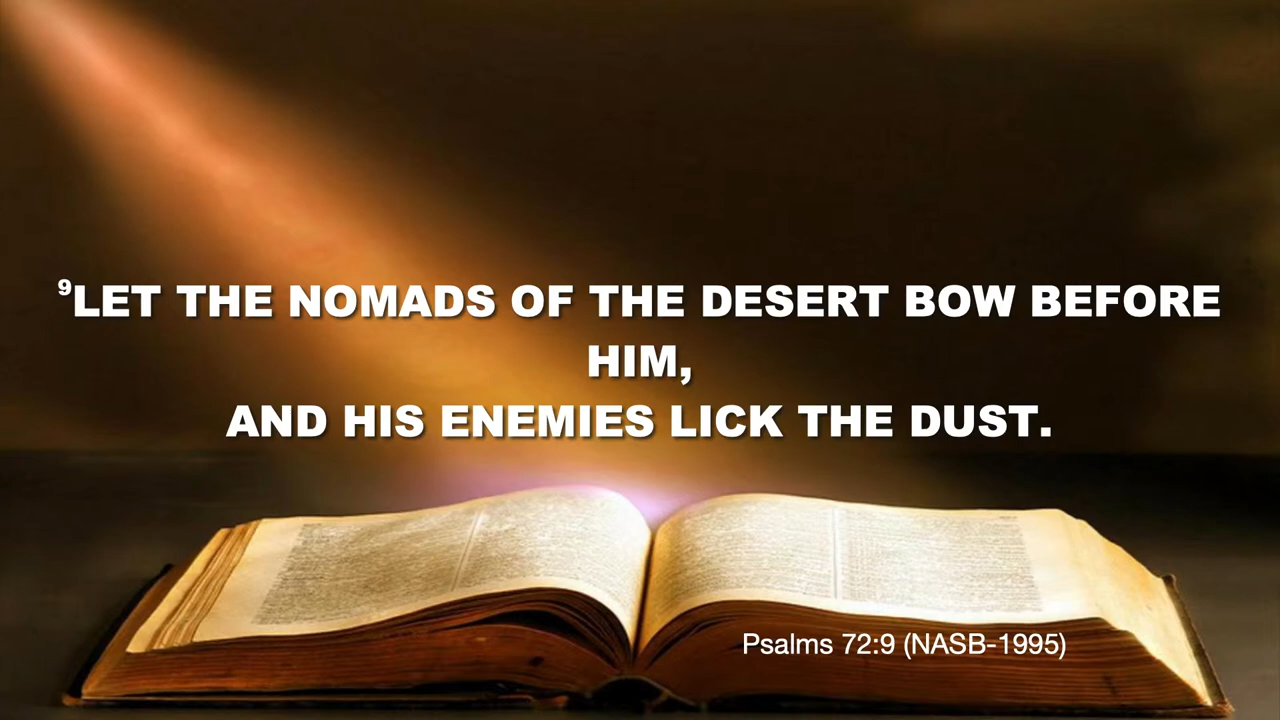 ⁹LET THE NOMADS OF THE DESERT BOW BEFORE
HIM,
AND HIS ENEMIES LICK THE DUST.
Psalms 72:9 (NASB-1995)